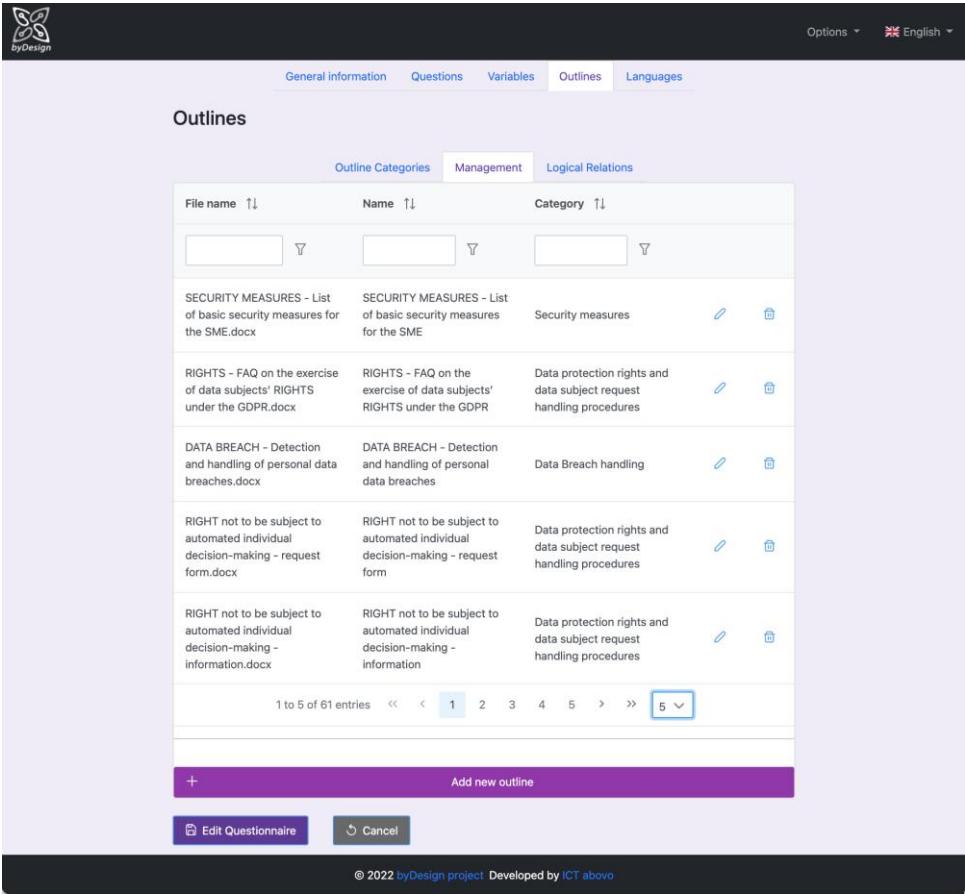 byDesign
Options
English
General information Questions Variables Outlines Languages
Outlines
Outline Categories Management Logical Relations
File name Name Category
SECURITY MEASURES - List
of basic security measures for
the SME.docx
SECURITY MEASURES - List
of basic security measures
for the SME
Security measures
RIGHTS - FAQ on the exercise
of data subjects' RIGHTS
under the GDPR.docx
RIGHTS - FAQ on the
exercise of data subjects'
RIGHTS under the GDPR
Data protection rights and
data subject request
handling procedures
DATA BREACH - Detection
and handling of personal data
breaches.docx
DATA BREACH - Detection
and handling of personal
data breaches
Data Breach handling
RIGHT not to be subject to
automated individual
decision-making - request
form.docx
RIGHT not to be subject to
automated individual
decision-making - request
form
Data protection rights and
data subject request
handling procedures
RIGHT not to be subject to
automated individual
decision-making -
information.docx
RIGHT not to be subject to
automated individual
decision-making -
information
Data protection rights and
data subject request
handling procedures
1 to 5 of 61 entries << < 1 2 3 4 5 > >> 5
+ Add new outline
Edit Questionnaire Cancel
© 2022 byDesign project Developed by ICT abovo